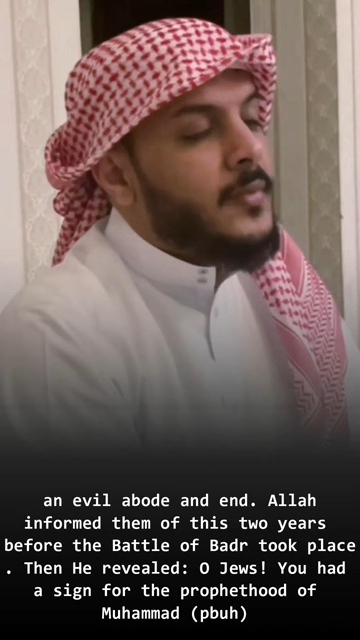 an evil abode and end. Allah
informed them of this two years
before the Battle of Badr took place
. Then He revealed: O Jews! You had
a sign for the prophethood of
Muhammad (pbuh)